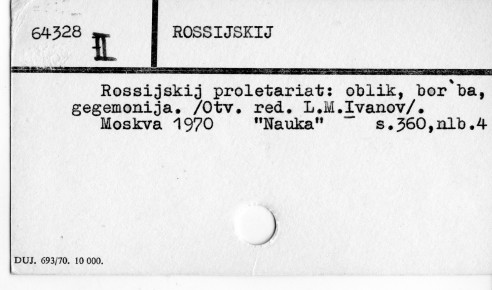 64328 II ROSSIJSKIJ
Rossijskij proletariat: oblik, bor`ba,
gegemonija. /Otv. red. L.M.Ivanov/.
Moskva 1970 "Nauka" s.360,nlb.4
DUJ. 693/70. 10 000.